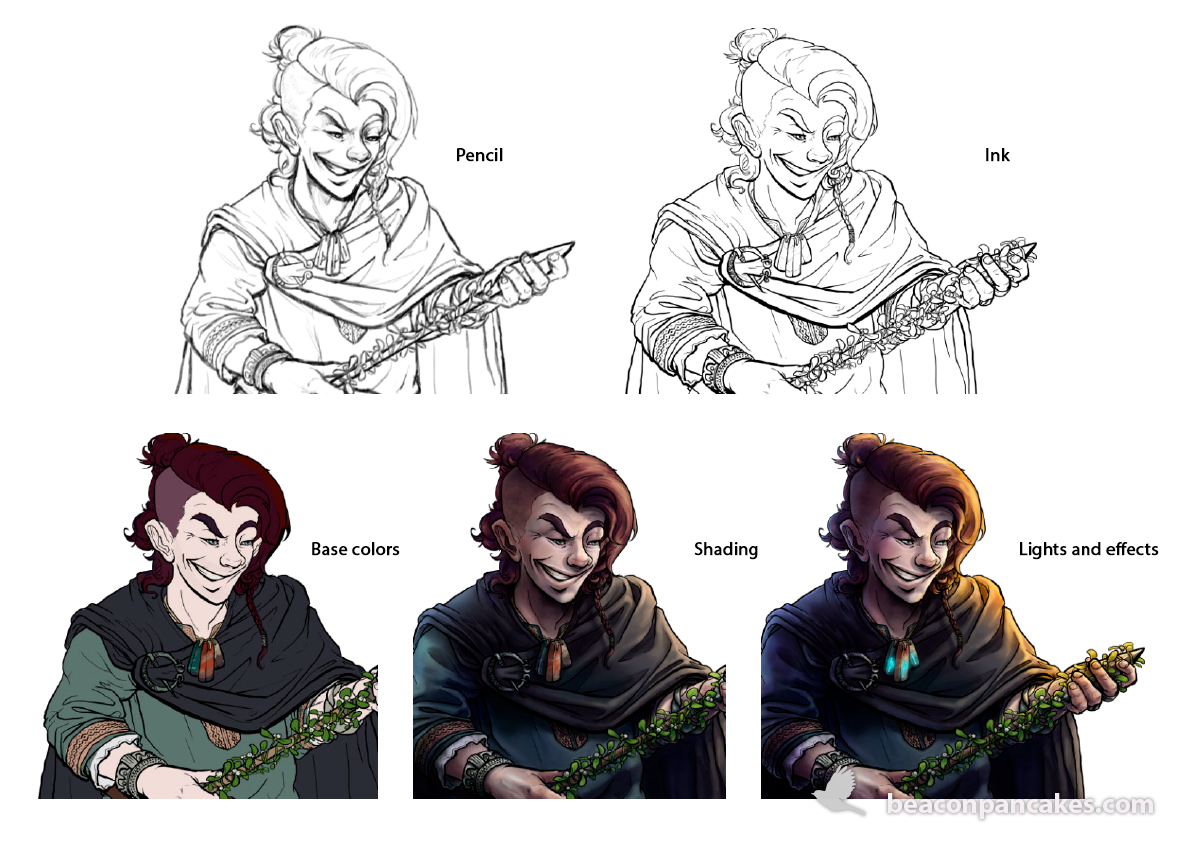 Pencil
Ink
Base colors
Shading
Lights and effects
beaconpancakes.com